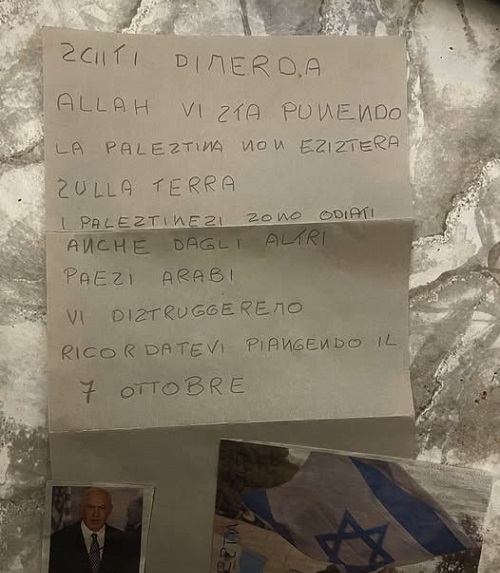 ZCIITI DIMERDA
ALLAH VI ZTA PUNENDO
LA PALEZTINA NON EZIZTERA
ZULLA TERRA
I PALEZTINEZI ZONO ODIATI
ANCHE DAGLI ALTRI
PAEZI ARABI
VI DIZTRUGGEREMO
RICORDATEVI PIANGENDO IL
7 OTTOBRE